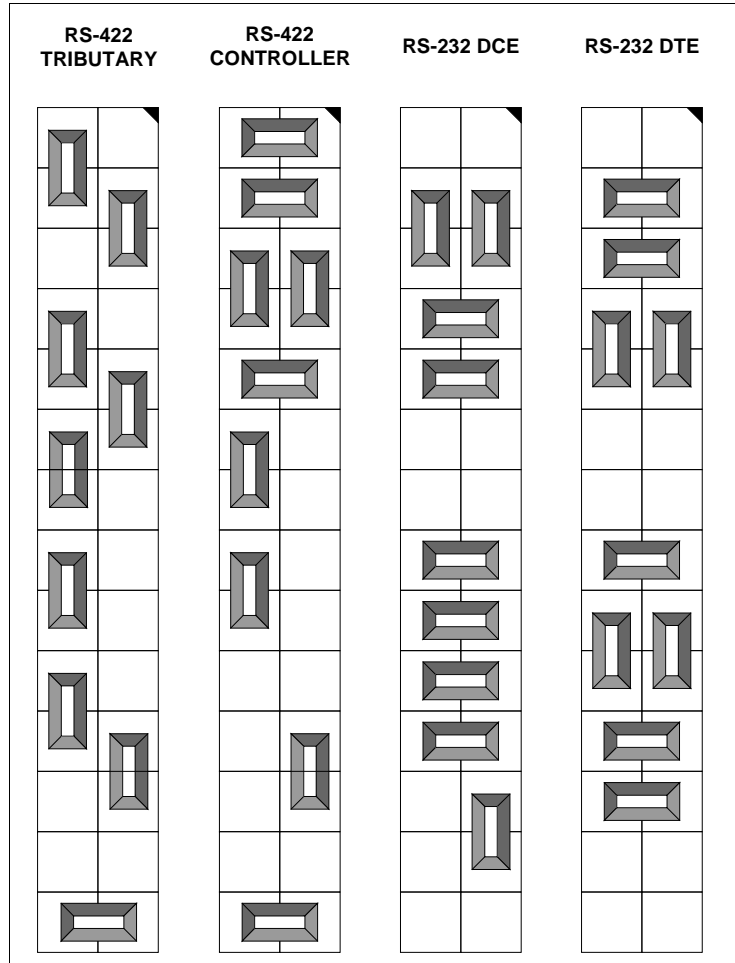 RS-422
TRIBUTARY
RS-422
CONTROLLER
RS-232 DCE
RS-232 DTE